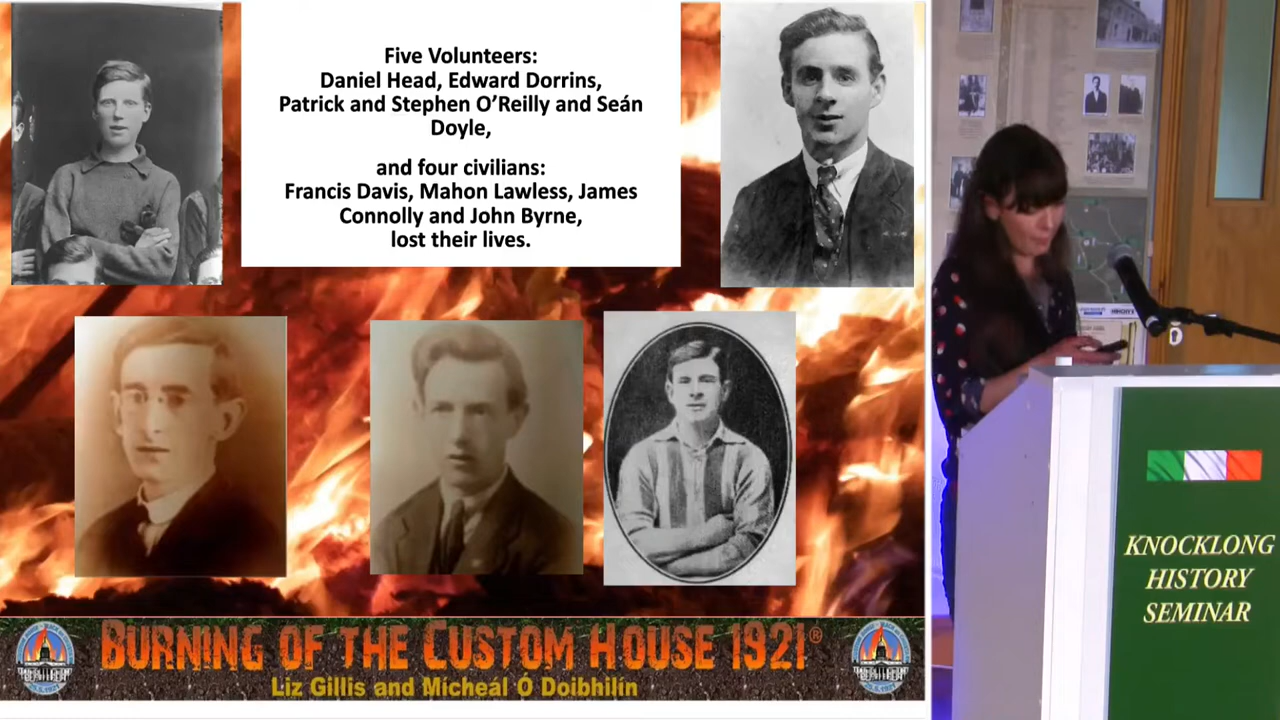 Five Volunteers:
Daniel Head, Edward Dorrins,
Patrick and Stephen O’Reilly and Seán
Doyle,
and four civilians:
Francis Davis, Mahon Lawless, James
Connolly and John Byrne,
lost their lives.
BURNING OF THE CUSTOM HOUSE 1921®
Liz Gillis and Mícheál Ó Doibhilín
KNOCKLONG
HISTORY
SEMINAR